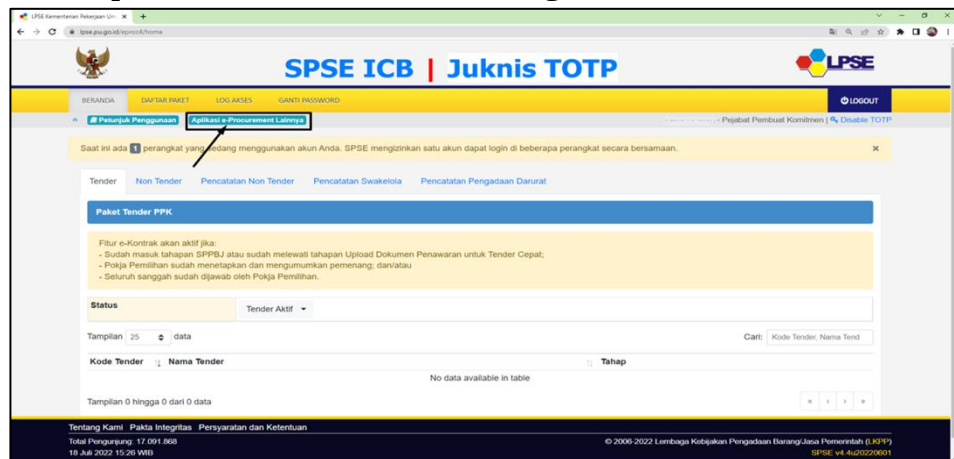 LPSE Kementerian Pekerjaan Um
lpse.pu.go.id/eproc4/home
SPSE ICB | Juknis TOTP
LPSE
BERANDA DAFTAR PAKET LOG AKSES GANTI PASSWORD LOGOUT
Petunjuk Penggunaan Aplikasi e-Procurement Lainnya - Pejabat Pembuat Komitmen | Disable TOTP
Saat ini ada 1 perangkat yang sedang menggunakan akun Anda. SPSE mengizinkan satu akun dapat login di beberapa perangkat secara bersamaan.
Tender Non Tender Pencatatan Non Tender Pencatatan Swakelola Pencatatan Pengadaan Darurat
Paket Tender PPK
Fitur e-Kontrak akan aktif jika:
- Sudah masuk tahapan SPPBJ atau sudah melewati tahapan Upload Dokumen Penawaran untuk Tender Cepat;
- Pokja Pemilihan sudah menetapkan dan mengumumkan pemenang; dan/atau
- Seluruh sanggah sudah dijawab oleh Pokja Pemilihan.
Status Tender Aktif
Tampilan 25 data Cari: Kode Tender, Nama Tend
Kode Tender Nama Tender Tahap
No data available in table
Tampilan 0 hingga 0 dari 0 data
Tentang Kami Pakta Integritas Persyaratan dan Ketentuan
Total Pengunjung: 17.091.868 © 2006-2022 Lembaga Kebijakan Pengadaan Barang/Jasa Pemerintah (LKPP)
18 Juli 2022 15:26 WIB SPSE v4.4u20220601